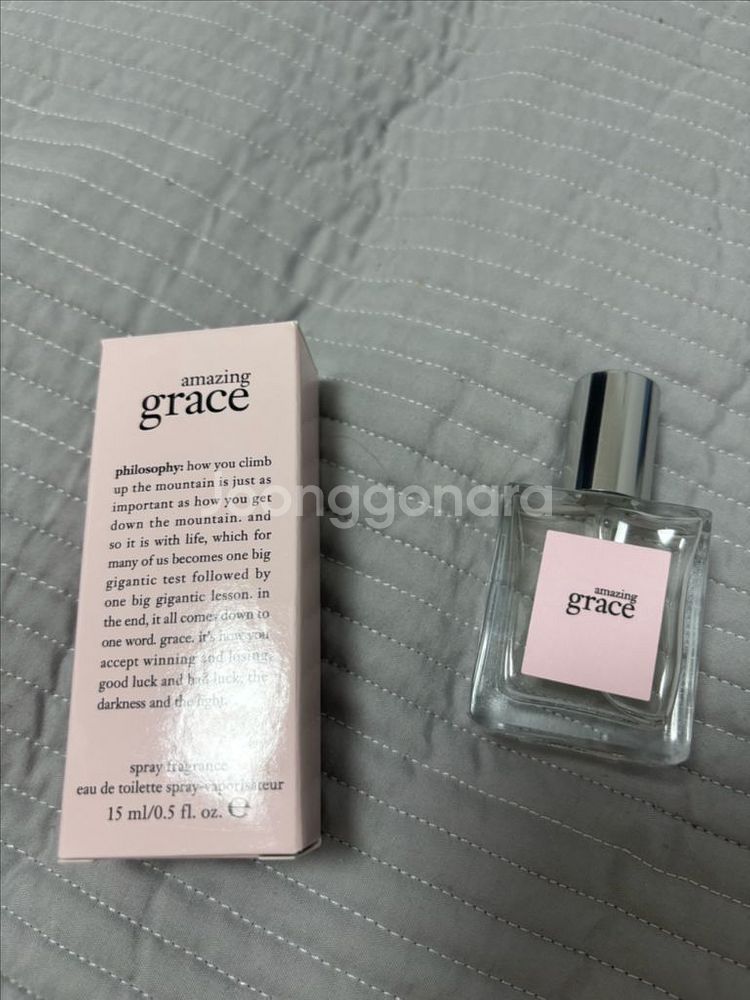 amazing
grace
philosophy: how you climb
up the mountain is just as
important as how you get
down the mountain. and
so it is with life, which for
many of us becomes one big
gigantic test followed by
one big gigantic lesson. in
the end, it all comes down to
one word. grace. it's how you
accept winning and losing,
good luck and bad luck, the
darkness and the light.
spray fragrance
eau de toilette spray-vaporisateur
15 ml/0.5 fl. oz. ℮
Joonggonara
amazing
grace